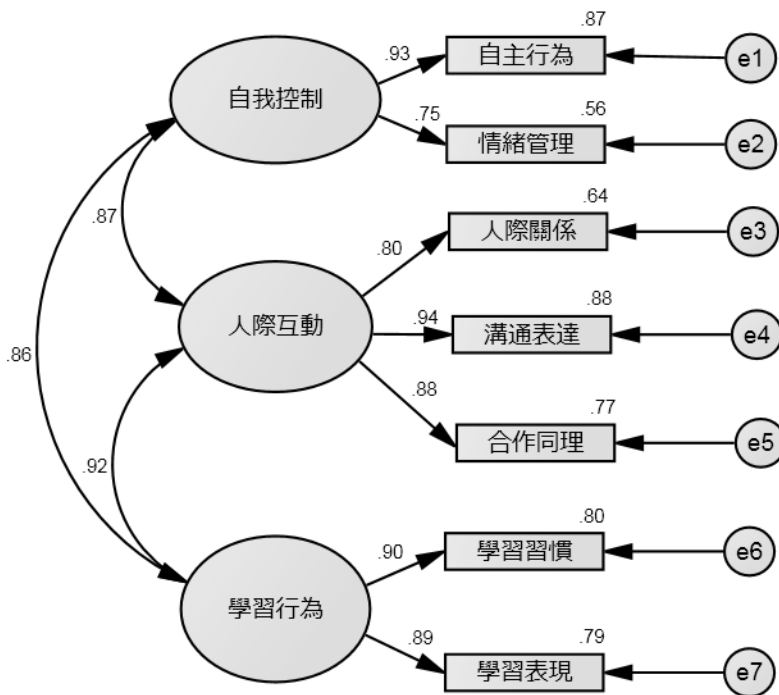 .87
.93
自主行為
e1
自我控制
.56
.75
情緒管理
e2
.64
.87
.80
人際關係
e3
.88
人際互動
.94
溝通表達
e4
.86
.88
.77
合作同理
e5
.92
.80
.90
學習習慣
e6
學習行為
.79
.89
學習表現
e7